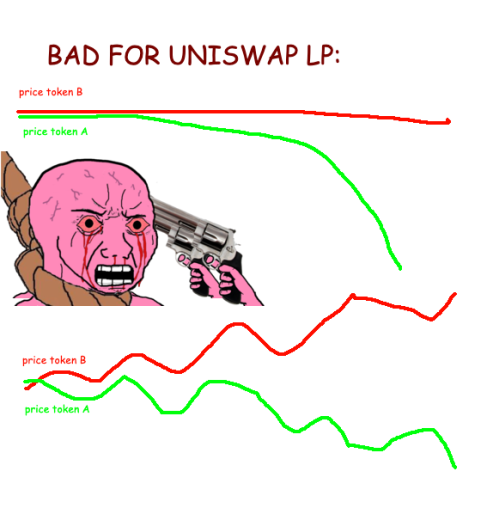 BAD FOR UNISWAP LP:
price token B
price token A
price token B
price token A